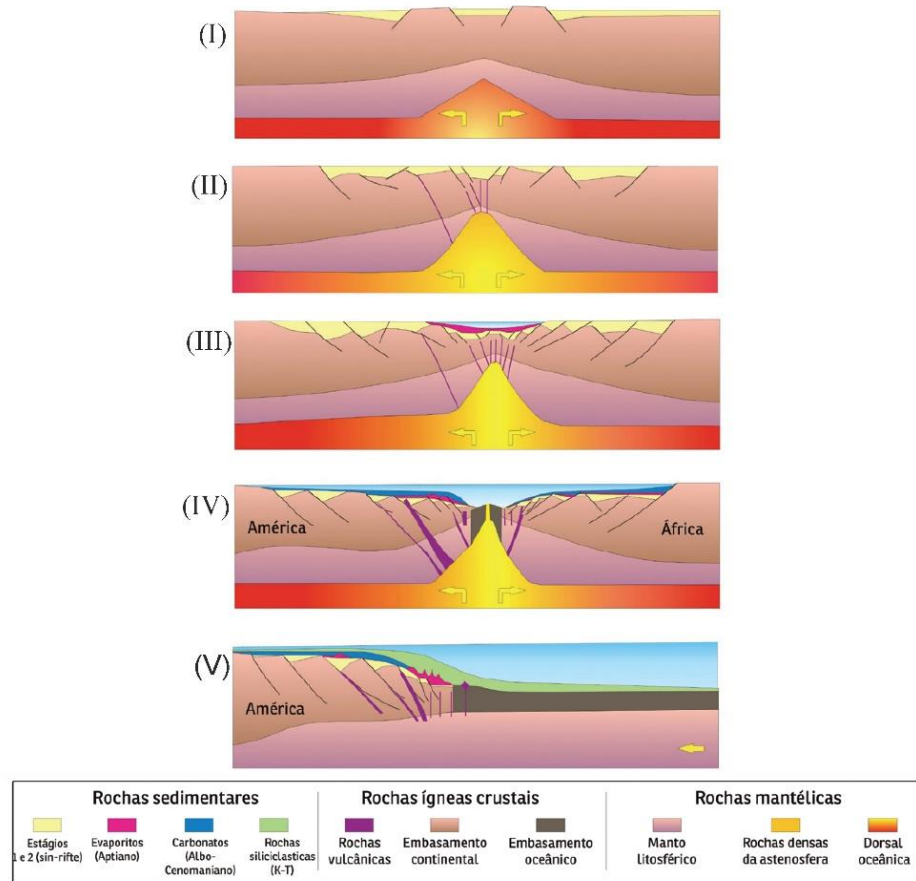 (I)
(II)
(III)
(IV)
América
África
(V)
América
Rochas sedimentares
Rochas ígneas crustais
Rochas mantélicas
Estágios
1 e 2 (sin-rifte)
Evaporitos
(Aptiano)
Carbonatos
(Albo-
Cenomaniano)
Rochas
siliciclasticas
(K-T)
Rochas
vulcânicas
Embasamento
continental
Embasamento
oceânico
Manto
litosférico
Rochas densas
da astenosfera
Dorsal
oceânica